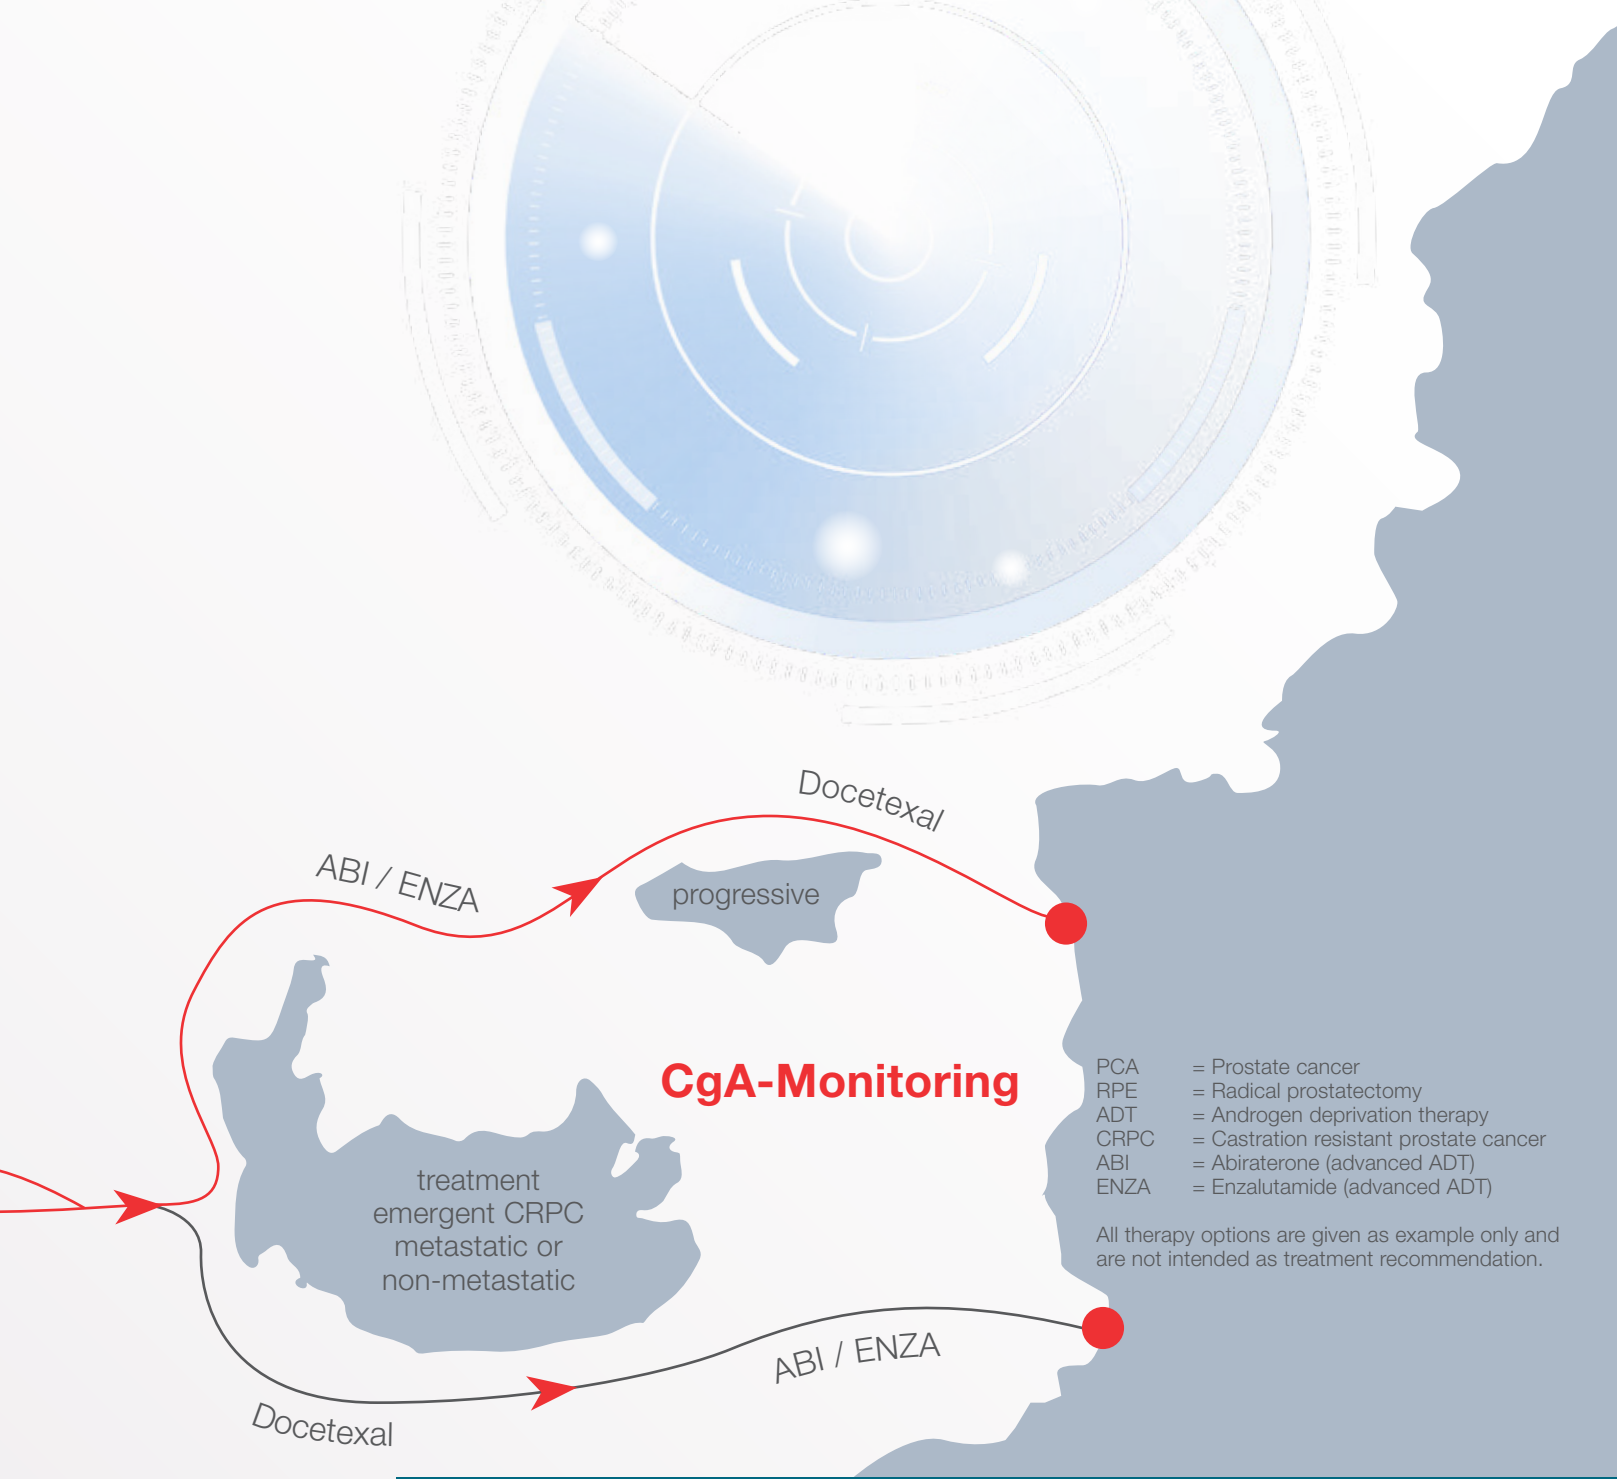 Docetexal
ABI / ENZA
progressive
CgA-Monitoring
PCA = Prostate cancer
RPE = Radical prostatectomy
ADT = Androgen deprivation therapy
CRPC = Castration resistant prostate cancer
ABI = Abiraterone (advanced ADT)
ENZA = Enzalutamide (advanced ADT)
treatment
emergent CRPC
metastatic or
non-metastatic
All therapy options are given as example only and
are not intended as treatment recommendation.
ABI / ENZA
Docetexal